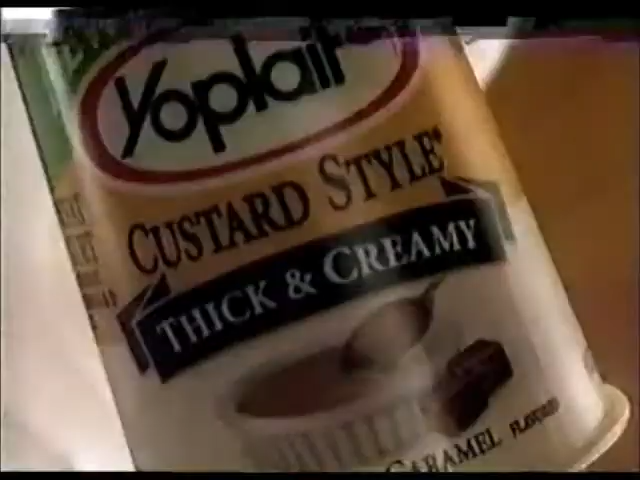 Yoplait
CUSTARD STYLE
THICK & CREAMY
CARAMEL FLAVORED